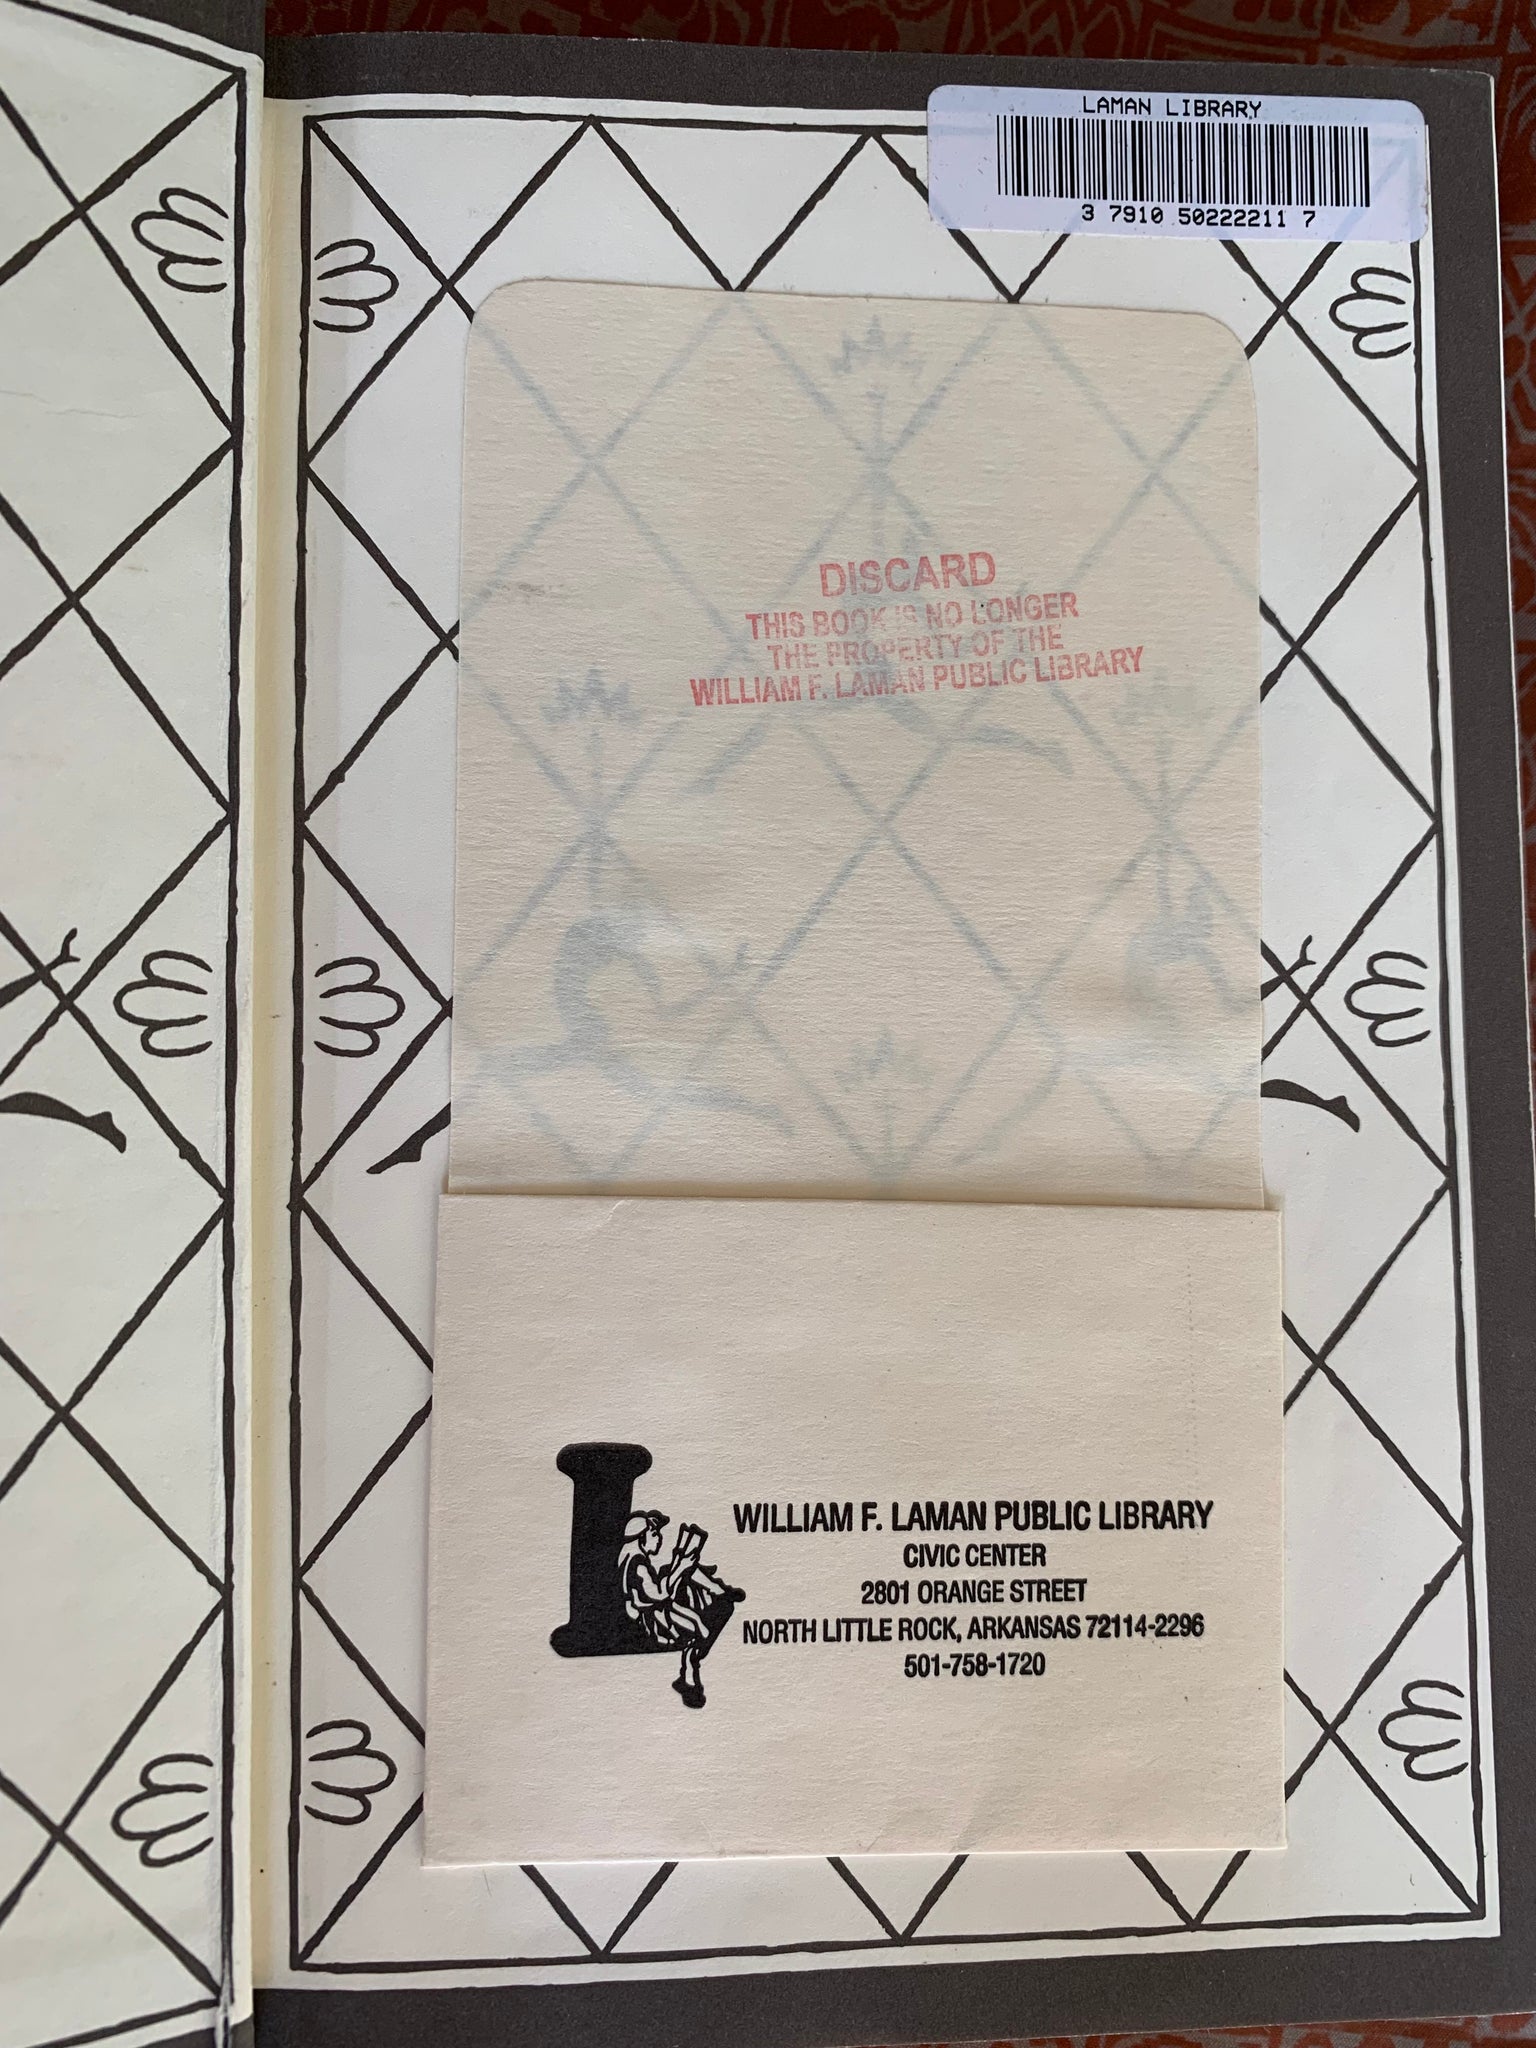 LAMAN LIBRARY
3 7910 50222211 7
DISCARD
THIS BOOK IS NO LONGER
THE PROPERTY OF THE
WILLIAM F. LAMAN PUBLIC LIBRARY
L
WILLIAM F. LAMAN PUBLIC LIBRARY
CIVIC CENTER
2801 ORANGE STREET
NORTH LITTLE ROCK, ARKANSAS 72114-2296
501-758-1720